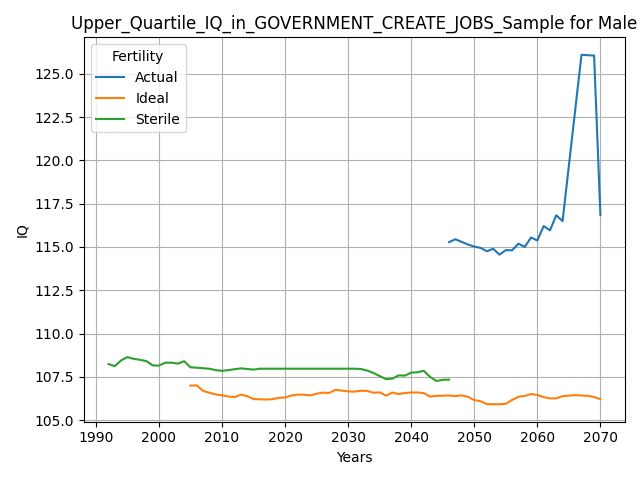 Upper_Quartile_IQ_in_GOVERNMENT_CREATE_JOBS_Sample for Male
Fertility
Actual
Ideal
Sterile
125.0
122.5
120.0
117.5
115.0
112.5
110.0
107.5
105.0
IQ
1990 2000 2010 2020 2030 2040 2050 2060 2070
Years